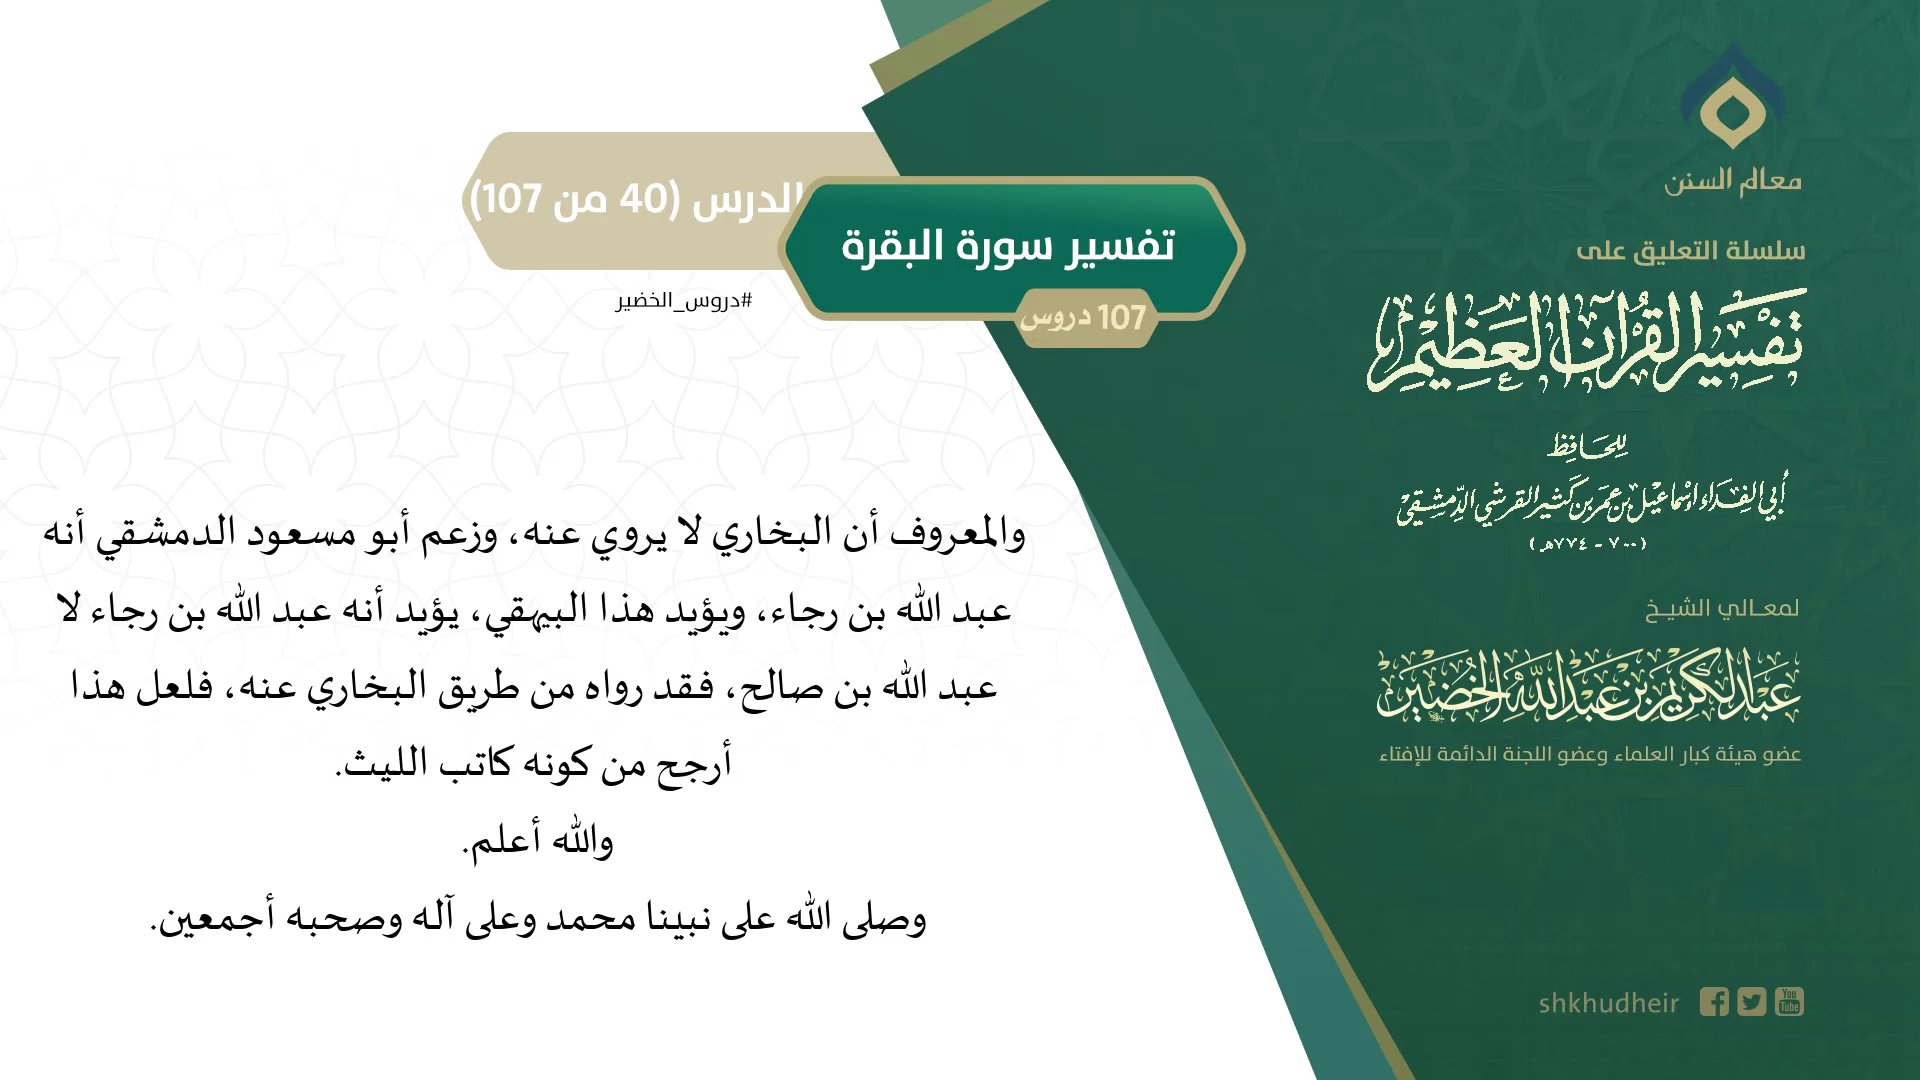 معالم السنن
سلسلة التعليق على
تفسير القرآن العظيم
للحافظ
أبي الفداء إسماعيل بن عمر بن كثير القرشي الدمشقي
(٧٠٠ - ٧٧٤هـ)
لمعالي الشيخ
عبد الكريم بن عبد الله الخضير
عضو هيئة كبار العلماء وعضو اللجنة الدائمة للإفتاء
shkhudheir
You Tube
تفسير سورة البقرة
107 دروس
الدرس (40 من 107)
#دروس_الخضير
والمعروف أن البخاري لا يروي عنه، وزعم أبو مسعود الدمشقي أنه
عبد الله بن رجاء، ويؤيد هذا البيهقي، يؤيد أنه عبد الله بن رجاء لا
عبد الله بن صالح، فقد رواه من طريق البخاري عنه، فلعل هذا
أرجح من كونه كاتب الليث.
والله أعلم.
وصلى الله على نبينا محمد وعلى آله وصحبه أجمعين.